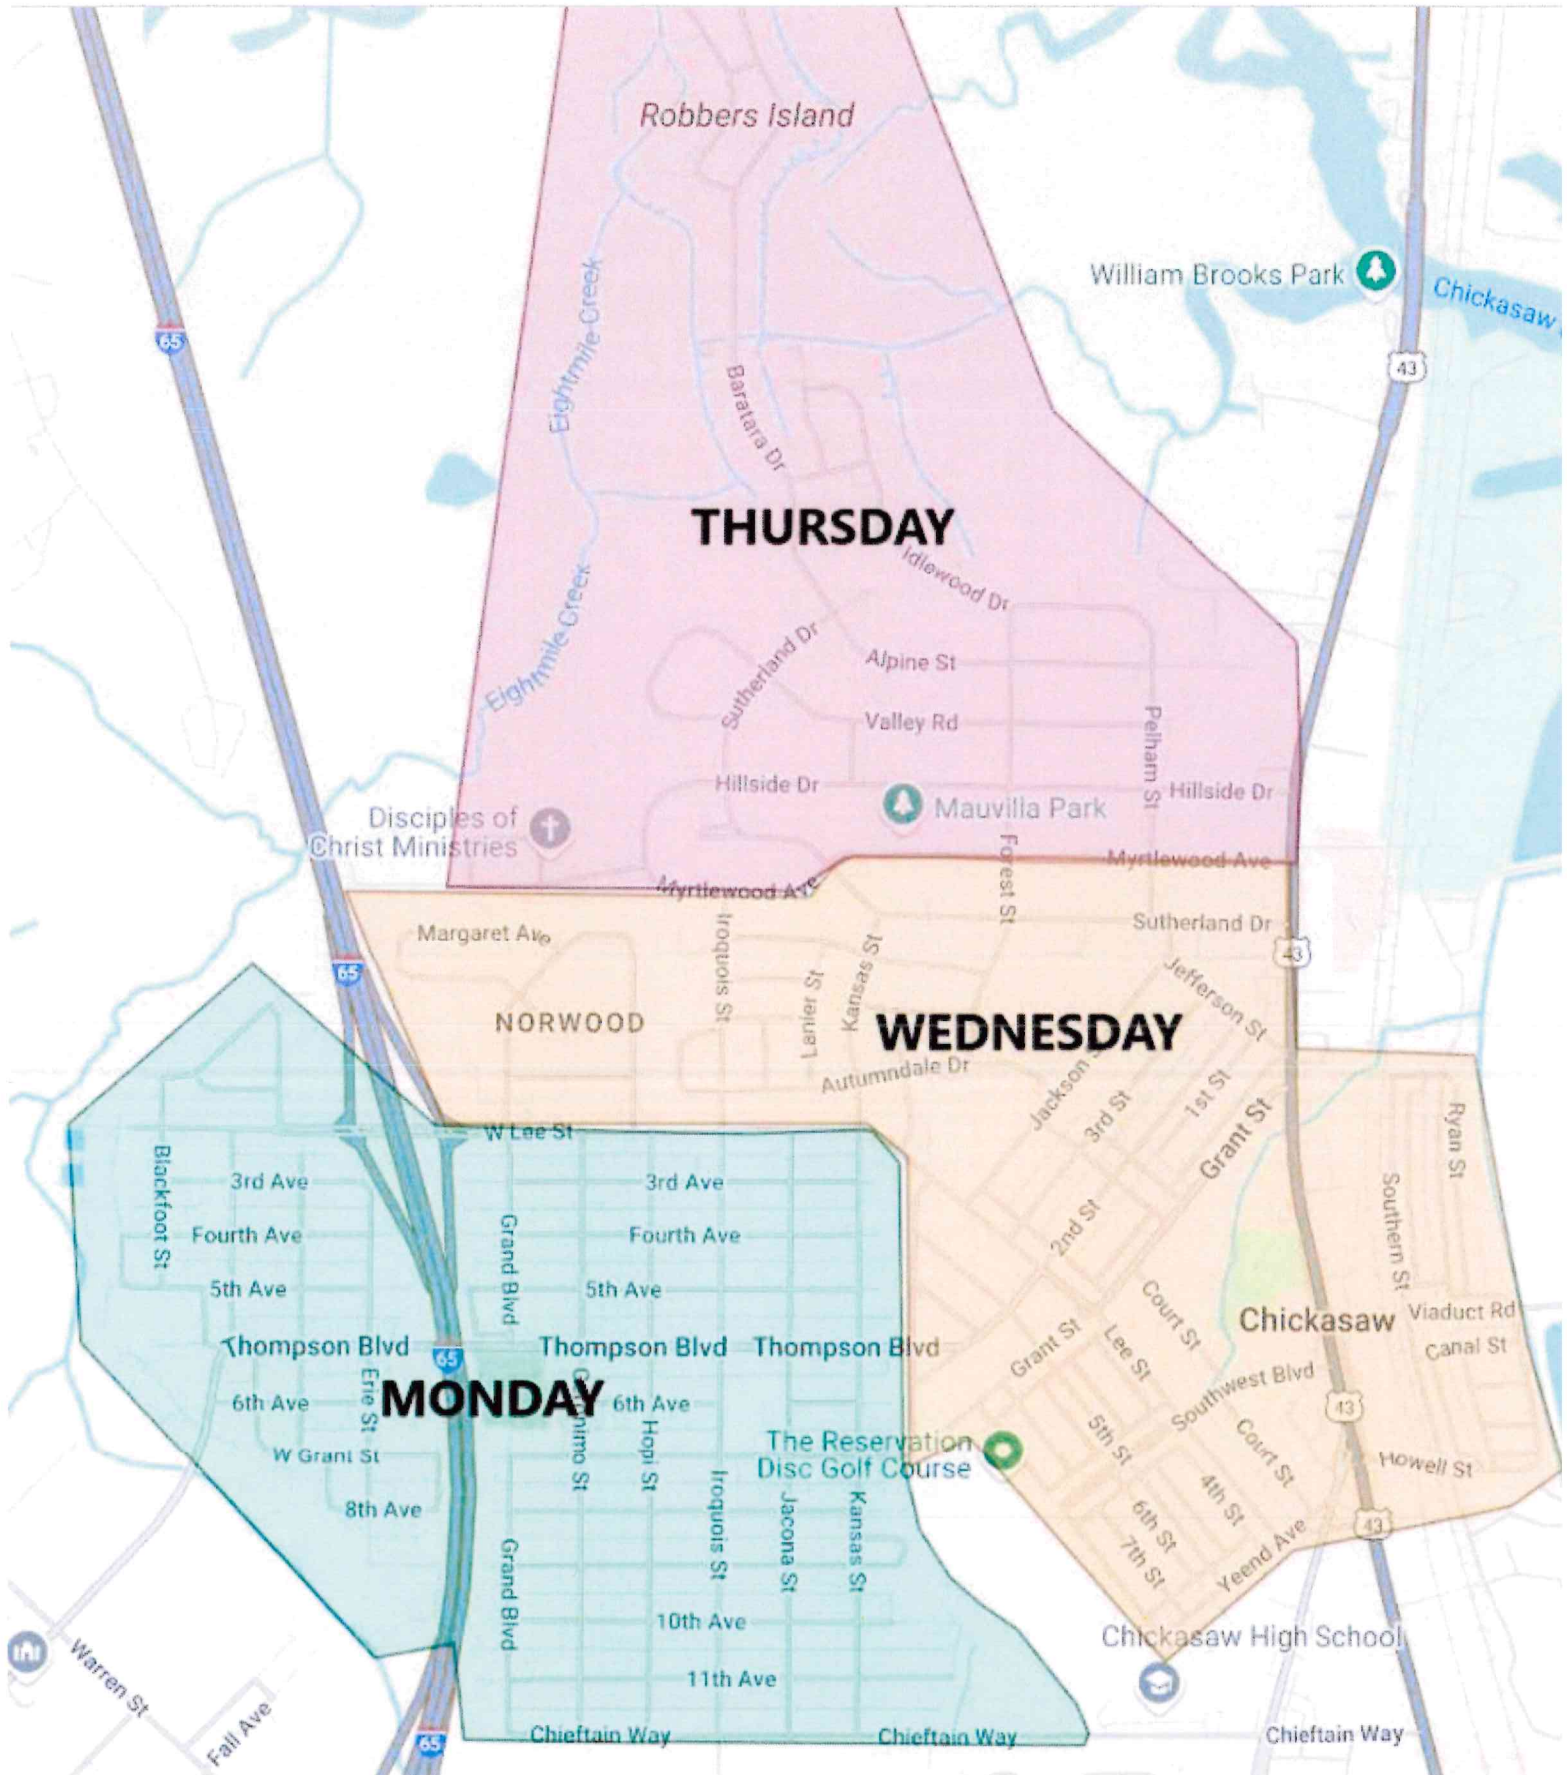 Robbers Island
William Brooks Park
Chickasaw
65
43
Eightmile Creek
Baratara Dr
THURSDAY
Idlewood Dr
Eightmile Creek
Sutherland Dr
Alpine St
Valley Rd
Pelham St
Hillside Dr
Hillside Dr
Mauvilla Park
Disciples of
Christ Ministries
Forest St
Myrtlewood Ave
Myrtlewood Ave
Margaret Ave
Iroquois St
Kansas St
Sutherland Dr
43
65
Jefferson St
Lanier St
NORWOOD
WEDNESDAY
Autumndale Dr
Jackson S
3rd St
1st St
Grant St
Ryan St
W Lee St
Blackfoot St
3rd Ave
3rd Ave
Southern St
Fourth Ave
Grand Blvd
Fourth Ave
2nd St
5th Ave
5th Ave
Court St
Chickasaw
Viaduct Rd
Thompson Blvd
65
Thompson Blvd
Thompson Blvd
Grant St
Lee St
Canal St
Erie St
MONDAY
6th Ave
6th Ave
Southwest Blvd
43
Hopi St
5th St
Court St
W Grant St
The Reservation
Disc Golf Course
Howell St
Iroquois St
Jacona St
Kansas St
4th St
8th Ave
6th St
43
7th St
Yeend Ave
Grand Blvd
10th Ave
Chickasaw High School
Warren St
11th Ave
Fall Ave
65
Chieftain Way
Chieftain Way
Chieftain Way